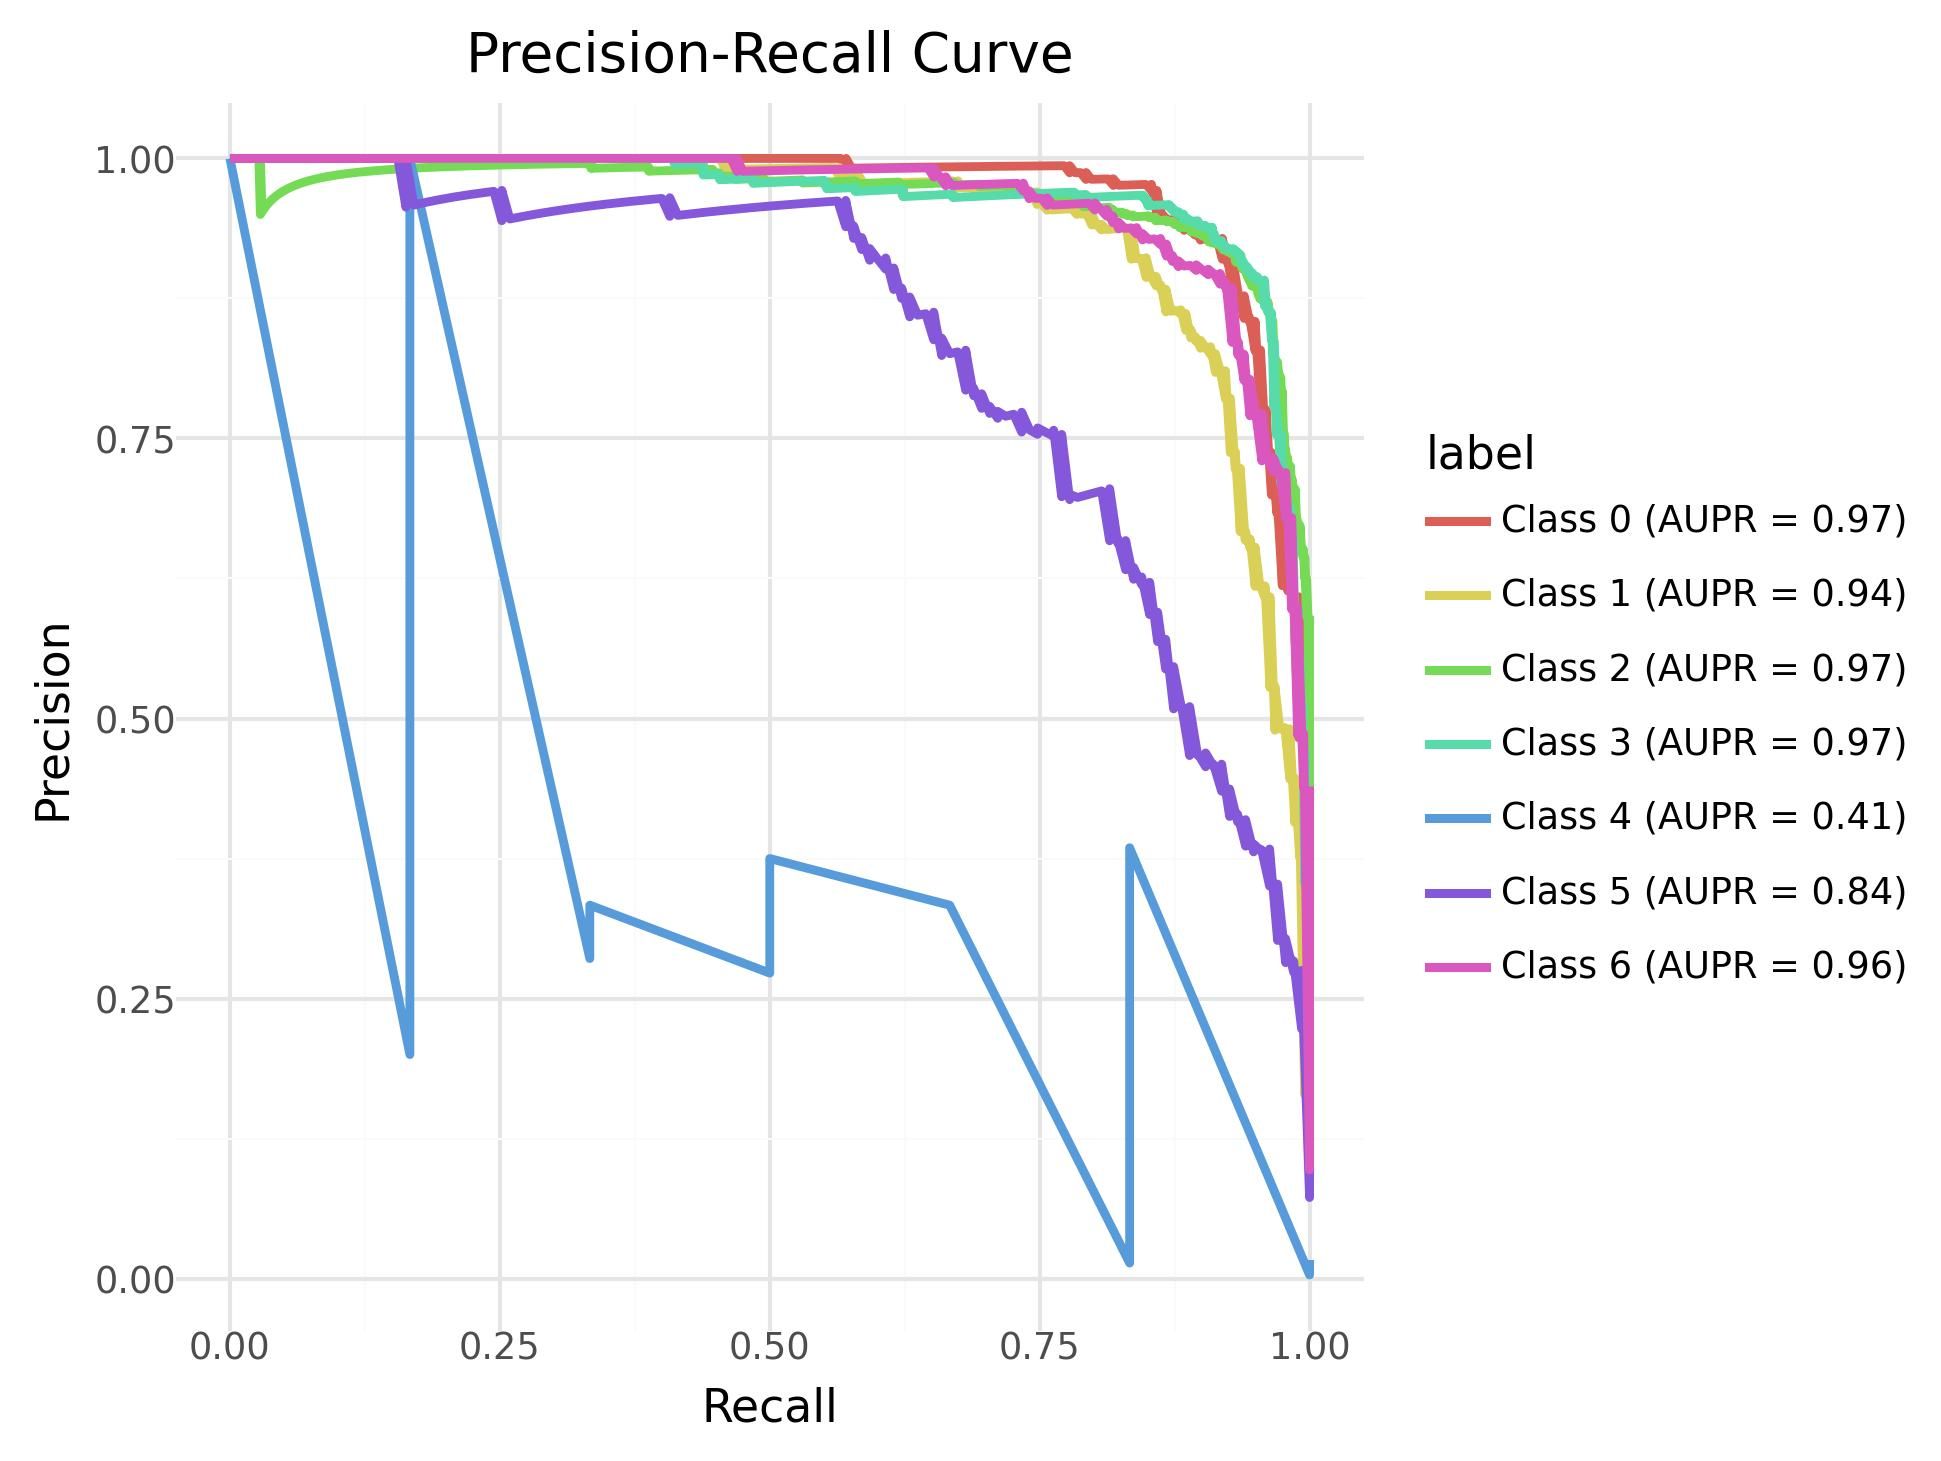 Precision-Recall Curve
1.00
0.75
0.50
0.25
0.00
Precision
0.00 0.25 0.50 0.75 1.00
Recall
label
Class 0 (AUPR = 0.97)
Class 1 (AUPR = 0.94)
Class 2 (AUPR = 0.97)
Class 3 (AUPR = 0.97)
Class 4 (AUPR = 0.41)
Class 5 (AUPR = 0.84)
Class 6 (AUPR = 0.96)